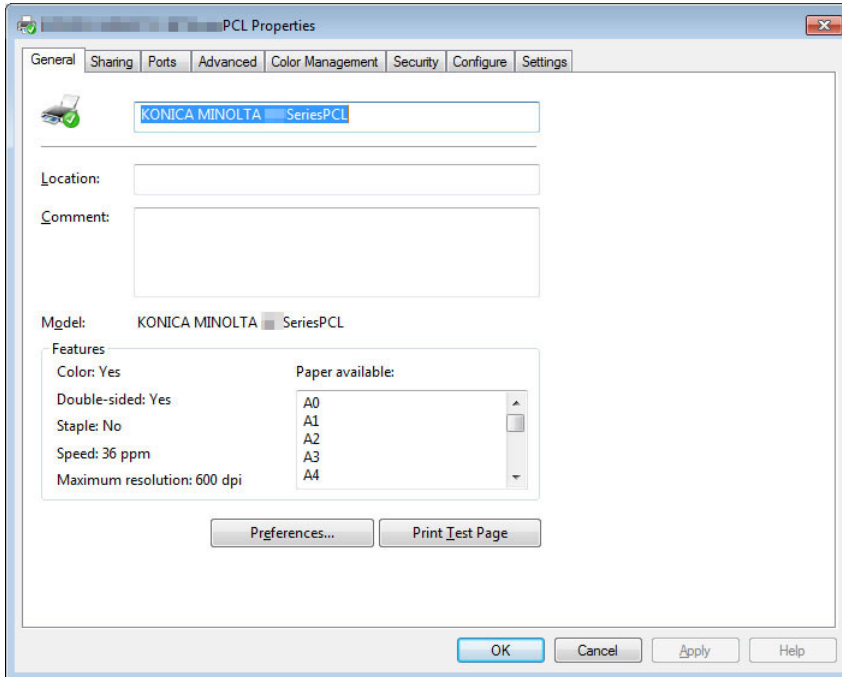 PCL Properties
General Sharing Ports Advanced Color Management Security Configure Settings
KONICA MINOLTA SeriesPCL
Location:
Comment:
Model: KONICA MINOLTA SeriesPCL
Features
Color: Yes
Double-sided: Yes
Staple: No
Speed: 36 ppm
Maximum resolution: 600 dpi
Paper available:
A0
A1
A2
A3
A4
Preferences... Print Test Page
OK Cancel Apply Help